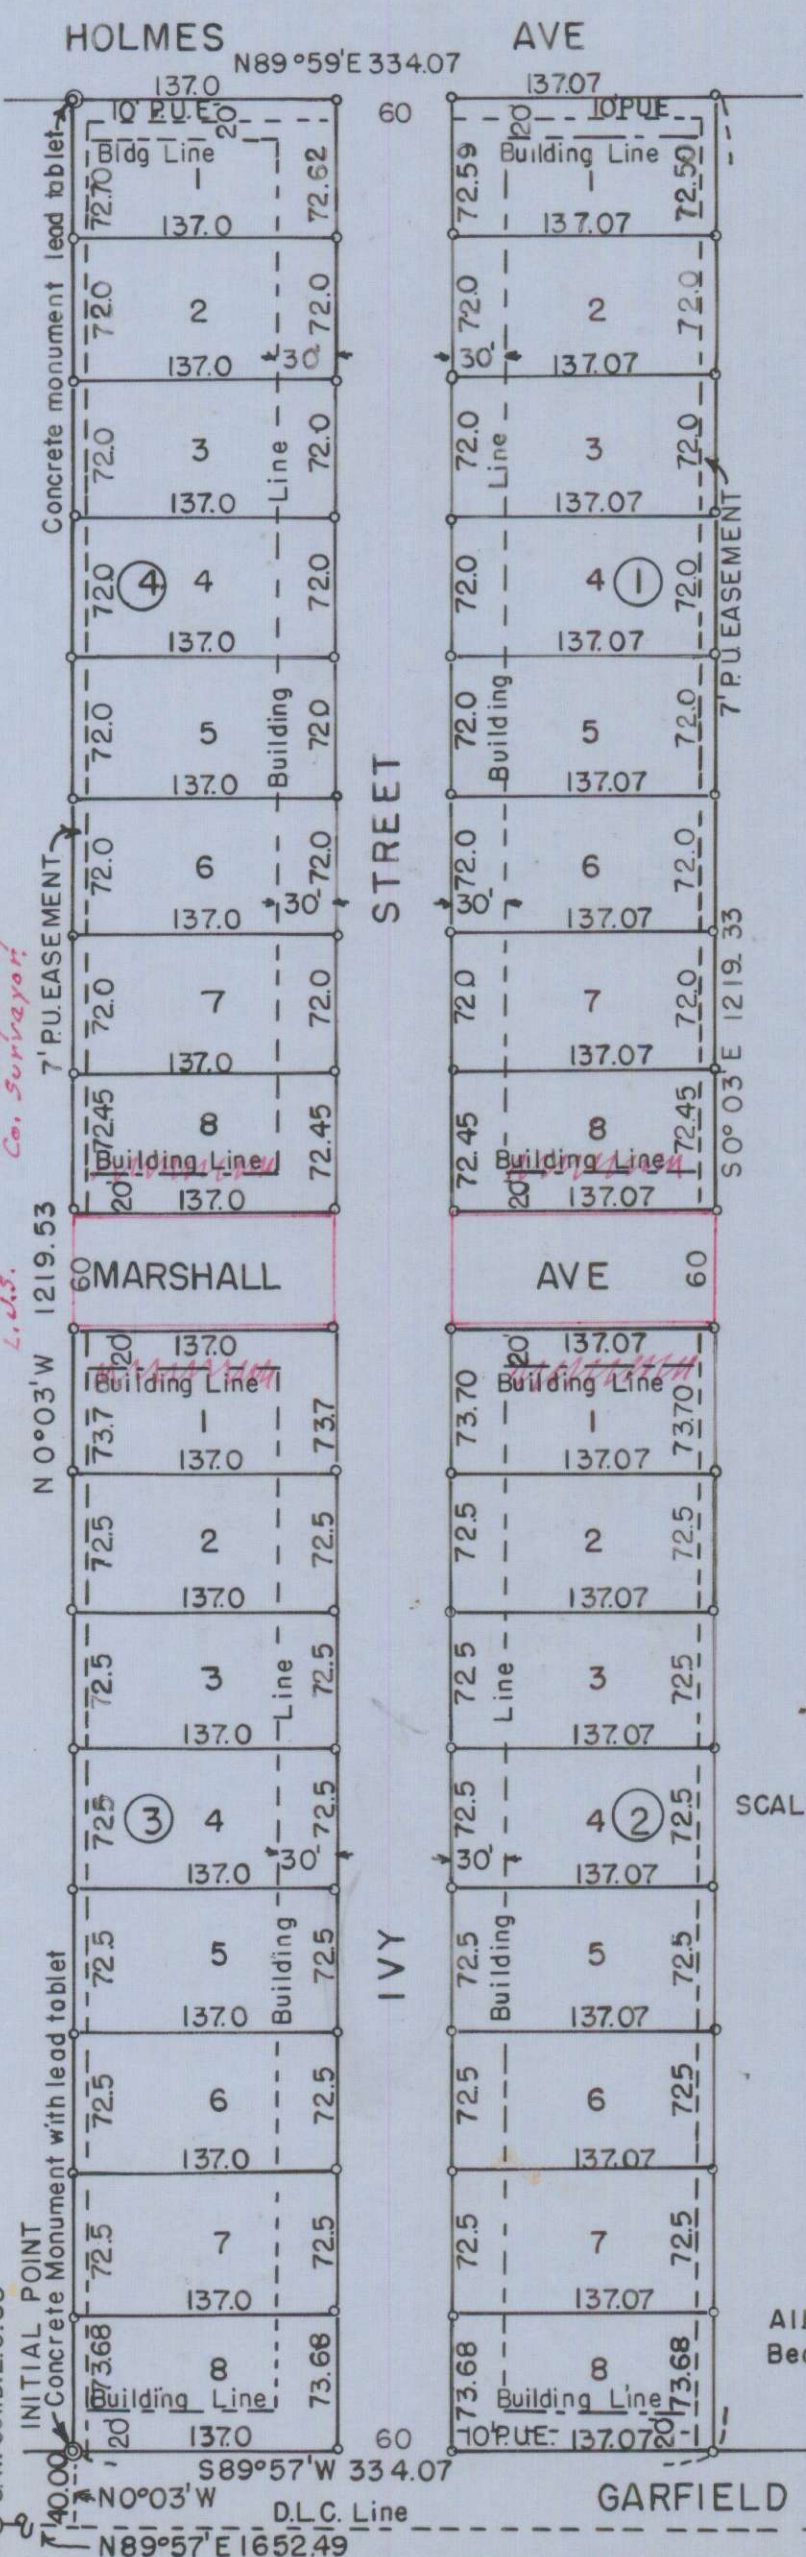 HOLMES AVE
N89°59'E 334.07
137.0 60 137.07
10' P.U.E. 20' 20' 10' PUE
Bldg Line Building Line
72.70 1 72.62 72.59 1 72.50
137.0 137.07
72.0 2 72.0 72.0 2 72.0
137.0 30' 30' 137.07
72.0 3 72.0 72.0 3 72.0
Line Line
137.0 137.07
72.0 4 4 72.0 72.0 4 1 72.0
137.0 137.07
72.0 5 72.0 72.0 5 72.0
Building Building
137.0 137.07
72.0 6 72.0 72.0 6 72.0
137.0 30' 30' 137.07
72.0 7 72.0 72.0 7 72.0
137.0 137.07
72.45 8 72.45 72.45 8 72.45
Building Line Building Line
20' 137.0 20' 137.07
60 MARSHALL AVE 60
20' 137.0 20' 137.07
Building Line Building Line
73.7 1 73.7 73.70 1 73.70
137.0 137.07
72.5 2 72.5 72.5 2 72.5
137.0 137.07
72.5 3 72.5 72.5 3 72.5
Line Line
137.0 137.07
72.5 3 4 72.5 72.5 4 2 72.5
137.0 30' 30' 137.07
72.5 5 72.5 72.5 5 72.5
Building Building
137.0 137.07
72.5 6 72.5 72.5 6 72.5
137.0 137.07
72.5 7 72.5 72.5 7 72.5
137.0 137.07
73.68 8 73.68 73.68 8 73.68
Building Line Building Line
20' 137.0 60 10' P.U.E. 137.07 20'
S89°57'W 334.07
GARFIELD
140.00 N0°03'W
D.L.C. Line
N89°57'E 1652.49
IVY STREET
Concrete monument lead tablet
7' P.U. EASEMENT
N 0°03'W 1219.53
Co. Surveyor
INITIAL POINT
Concrete Monument with lead tablet
7' P.U. EASEMENT
S 0° 03' E 1219.33
SCAL
All
Bea